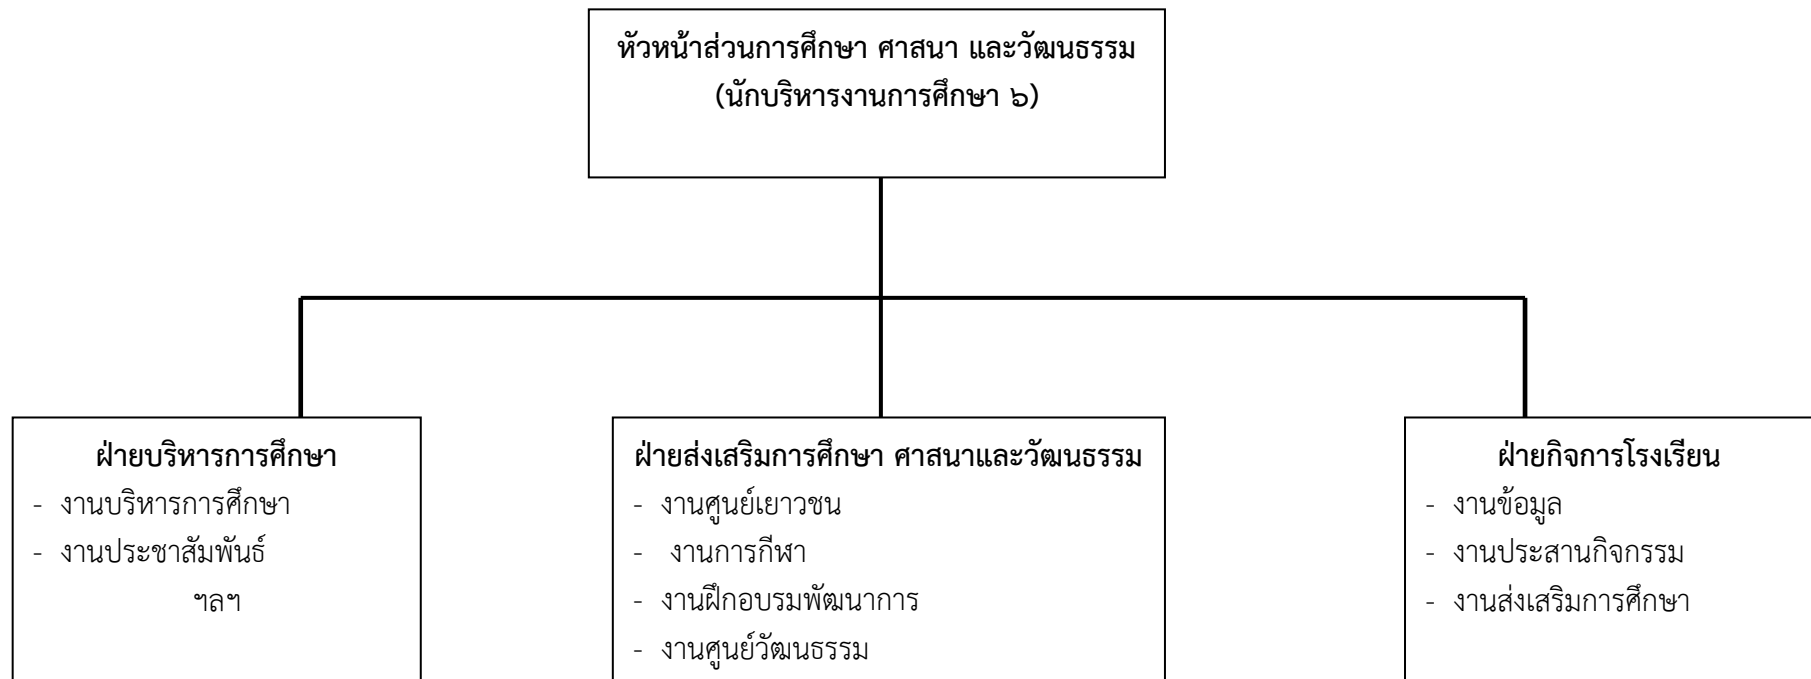 หัวหน้าส่วนการศึกษา ศาสนา และวัฒนธรรม
(นักบริหารงานการศึกษา ๖)
ฝ่ายบริหารการศึกษา
- งานบริหารการศึกษา
- งานประชาสัมพันธ์
ฯลฯ
ฝ่ายส่งเสริมการศึกษา ศาสนาและวัฒนธรรม
- งานศูนย์เยาวชน
- งานการกีฬา
- งานฝึกอบรมพัฒนาการ
- งานศูนย์วัฒนธรรม
ฝ่ายกิจการโรงเรียน
- งานข้อมูล
- งานประสานกิจกรรม
- งานส่งเสริมการศึกษา